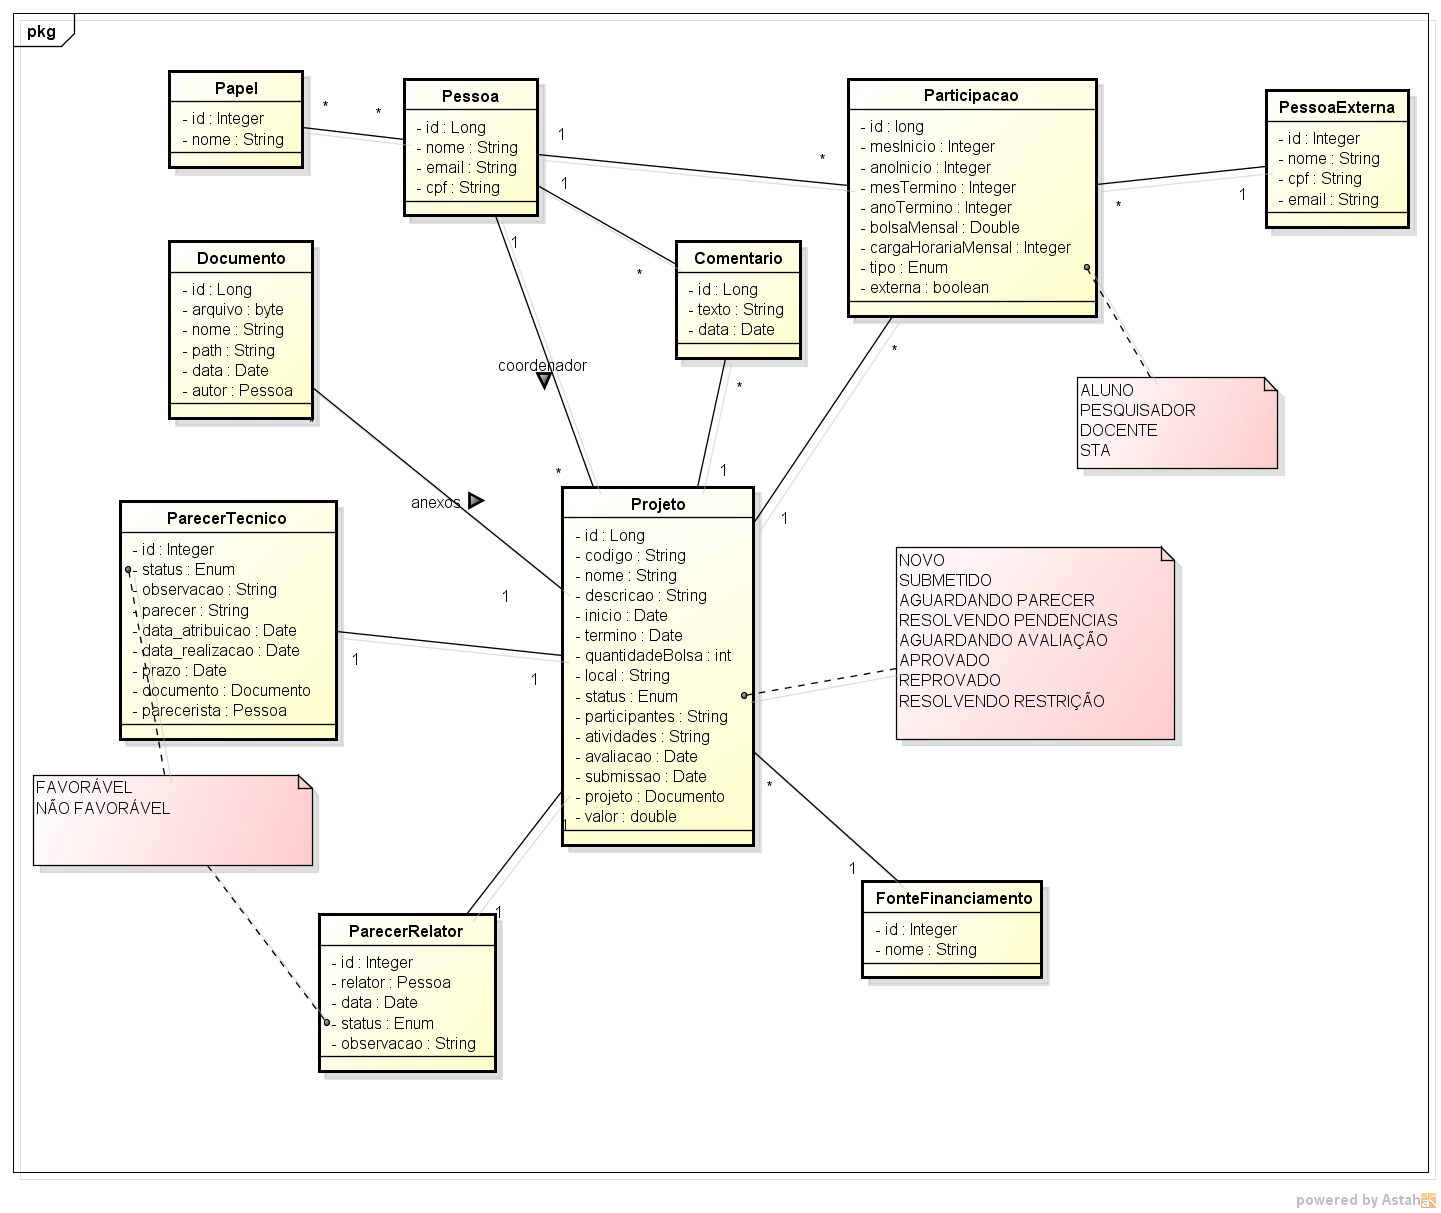 pkg
Papel
- id : Integer
- nome : String
*
*
Pessoa
- id : Long
- nome : String
- email : String
- cpf : String
1
*
1
*
1
Participacao
- id : long
- mesInicio : Integer
- anoInicio : Integer
- mesTermino : Integer
- anoTermino : Integer
- bolsaMensal : Double
- cargaHorariaMensal : Integer
- tipo : Enum
- externa : boolean
*
1
PessoaExterna
- id : Integer
- nome : String
- cpf : String
- email : String
Documento
- id : Long
- arquivo : byte
- nome : String
- path : String
- data : Date
- autor : Pessoa
*
Comentario
- id : Long
- texto : String
- data : Date
*
1
coordenador
*
*
1
ALUNO
PESQUISADOR
DOCENTE
STA
anexos
1
ParecerTecnico
- id : Integer
- status : Enum
- observacao : String
- parecer : String
- data_atribuicao : Date
- data_realizacao : Date
- prazo : Date
- documento : Documento
- parecerista : Pessoa
1
1
Projeto
- id : Long
- codigo : String
- nome : String
- descricao : String
- inicio : Date
- termino : Date
- quantidadeBolsa : int
- local : String
- status : Enum
- participantes : String
- atividades : String
- avaliacao : Date
- submissao : Date
- projeto : Documento
- valor : double
NOVO
SUBMETIDO
AGUARDANDO PARECER
RESOLVENDO PENDENCIAS
AGUARDANDO AVALIAÇÃO
APROVADO
REPROVADO
RESOLVENDO RESTRIÇÃO
FAVORÁVEL
NÃO FAVORÁVEL
1
1
*
1
ParecerRelator
- id : Integer
- relator : Pessoa
- data : Date
- status : Enum
- observacao : String
FonteFinanciamento
- id : Integer
- nome : String
powered by Astah